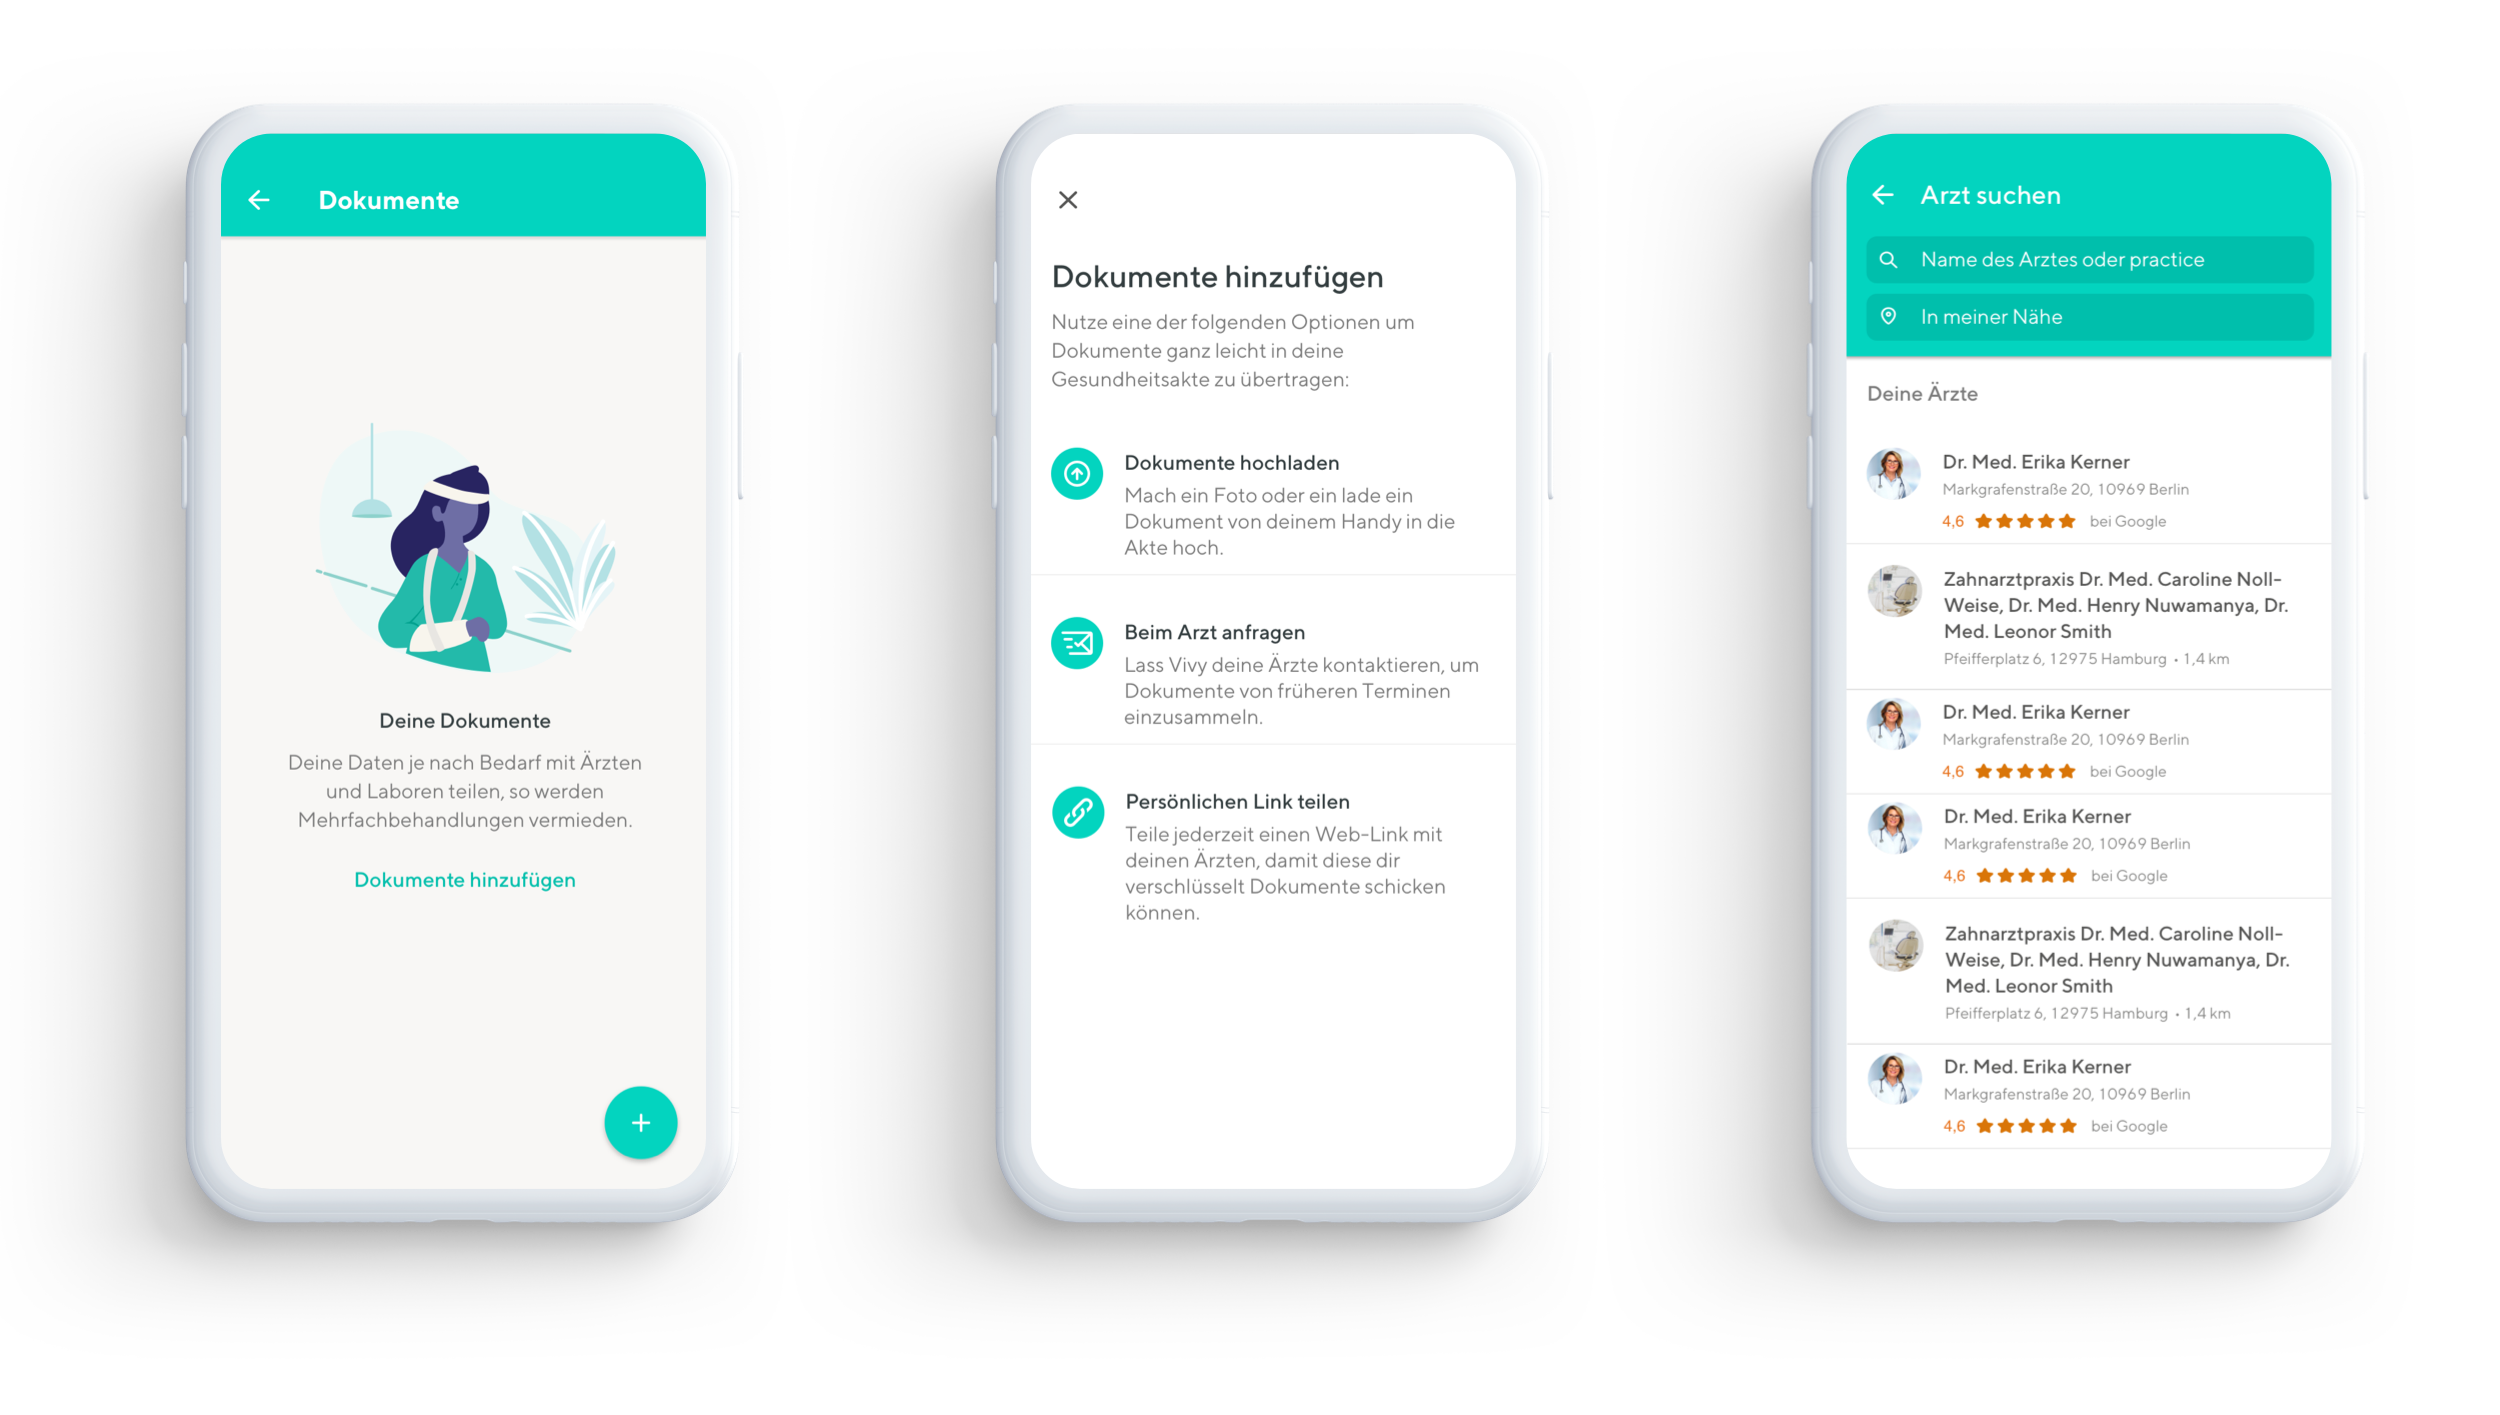 Dokumente
Deine Dokumente
Deine Daten je nach Bedarf mit Ärzten
und Laboren teilen, so werden
Mehrfachbehandlungen vermieden.
Dokumente hinzufügen
Dokumente hinzufügen
Nutze eine der folgenden Optionen um
Dokumente ganz leicht in deine
Gesundheitsakte zu übertragen:
Dokumente hochladen
Mach ein Foto oder ein lade ein
Dokument von deinem Handy in die
Akte hoch.
Beim Arzt anfragen
Lass Vivy deine Ärzte kontaktieren, um
Dokumente von früheren Terminen
einzusammeln.
Persönlichen Link teilen
Teile jederzeit einen Web-Link mit
deinen Ärzten, damit diese dir
verschlüsselt Dokumente schicken
können.
Arzt suchen
Name des Arztes oder practice
In meiner Nähe
Deine Ärzte
Dr. Med. Erika Kerner
Markgrafenstraße 20, 10969 Berlin
4,6 bei Google
Zahnarztpraxis Dr. Med. Caroline Noll-
Weise, Dr. Med. Henry Nuwamanya, Dr.
Med. Leonor Smith
Pfeifferplatz 6, 12975 Hamburg • 1,4 km
Dr. Med. Erika Kerner
Markgrafenstraße 20, 10969 Berlin
4,6 bei Google
Dr. Med. Erika Kerner
Markgrafenstraße 20, 10969 Berlin
4,6 bei Google
Zahnarztpraxis Dr. Med. Caroline Noll-
Weise, Dr. Med. Henry Nuwamanya, Dr.
Med. Leonor Smith
Pfeifferplatz 6, 12975 Hamburg • 1,4 km
Dr. Med. Erika Kerner
Markgrafenstraße 20, 10969 Berlin
4,6 bei Google